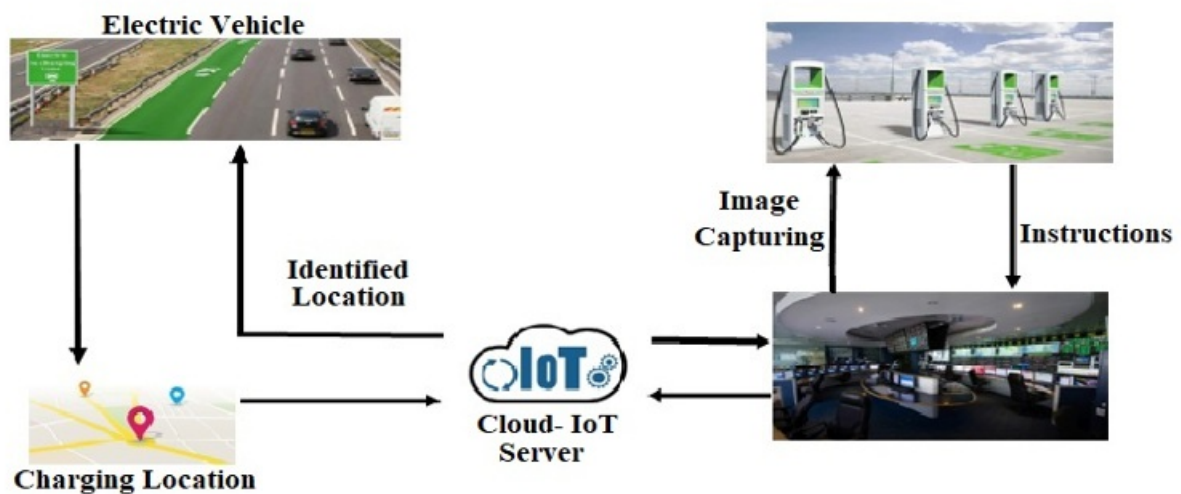 Electric Vehicle
Image
Capturing
Instructions
Identified
Location
IoT
Cloud- IoT
Server
Charging Location